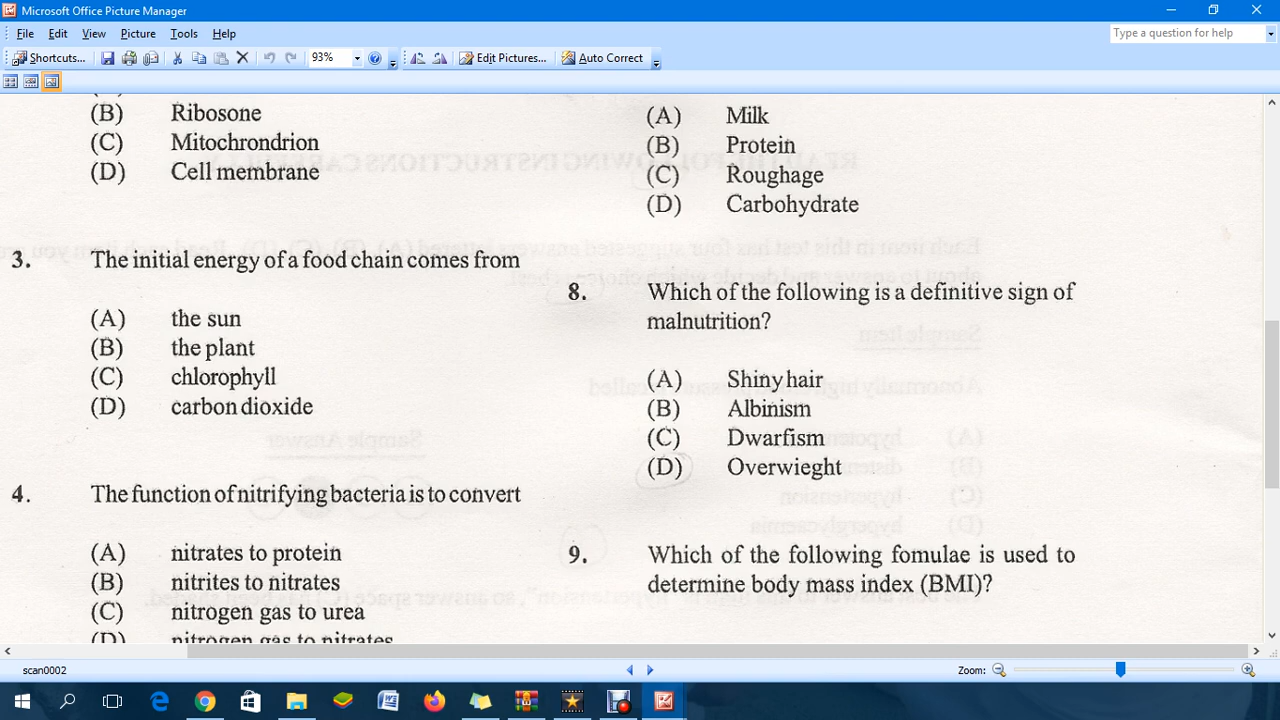 Microsoft Office Picture Manager
File Edit View Picture Tools Help
Type a question for help
Shortcuts... 93% Edit Pictures... Auto Correct
(B) Ribosone
(C) Mitochrondrion
(D) Cell membrane
3. The initial energy of a food chain comes from
(A) the sun
(B) the plant
(C) chlorophyll
(D) carbon dioxide
4. The function of nitrifying bacteria is to convert
(A) nitrates to protein
(B) nitrites to nitrates
(C) nitrogen gas to urea
(D) nitrogen gas to nitrates
(A) Milk
(B) Protein
(C) Roughage
(D) Carbohydrate
8. Which of the following is a definitive sign of
malnutrition?
(A) Shiny hair
(B) Albinism
(C) Dwarfism
(D) Overwieght
9. Which of the following fomulae is used to
determine body mass index (BMI)?
scan0002
Zoom: